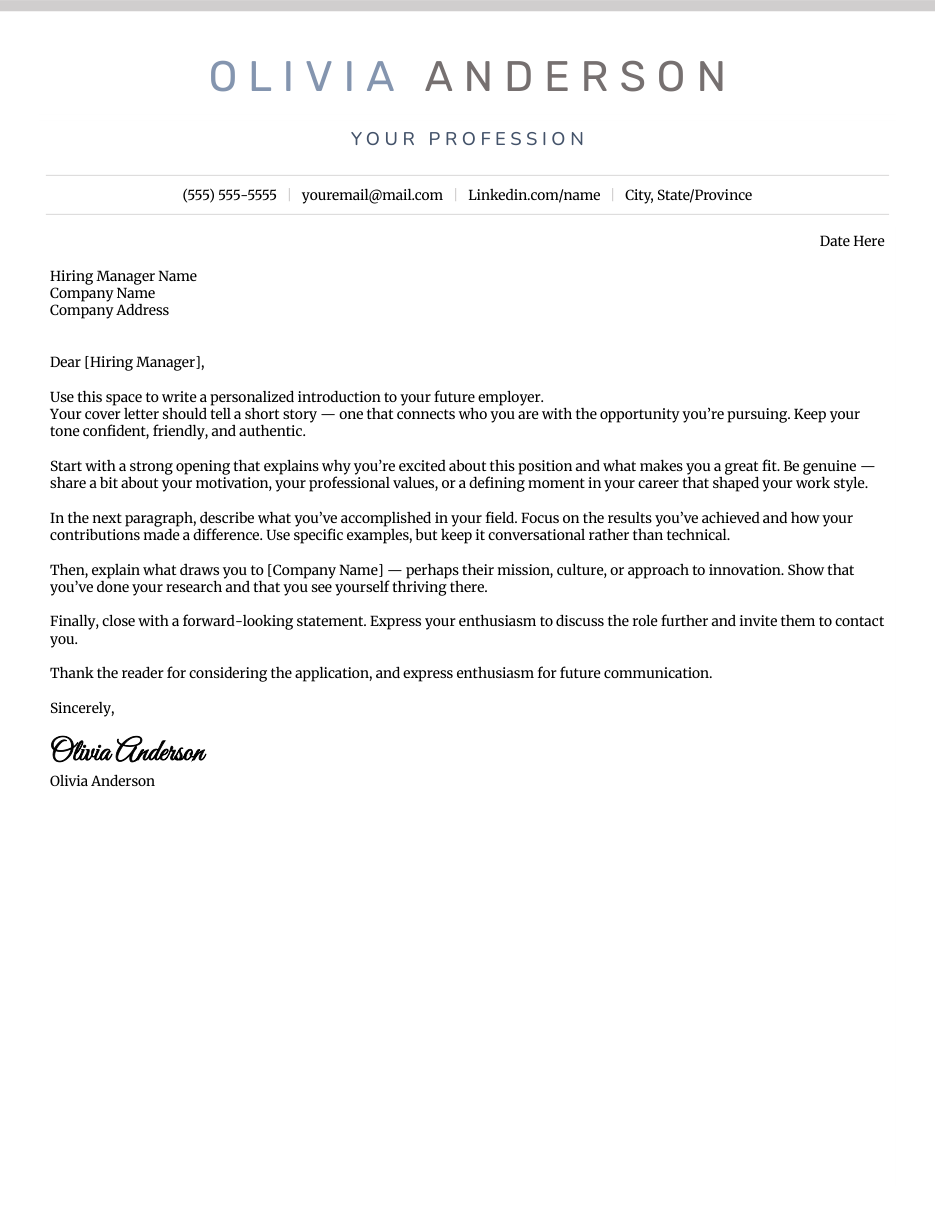 OLIVIA ANDERSON
YOUR PROFESSION
(555) 555-5555 | youremail@mail.com | Linkedin.com/name | City, State/Province
Date Here
Hiring Manager Name
Company Name
Company Address
Dear [Hiring Manager],
Use this space to write a personalized introduction to your future employer.
Your cover letter should tell a short story — one that connects who you are with the opportunity you’re pursuing. Keep your
tone confident, friendly, and authentic.
Start with a strong opening that explains why you’re excited about this position and what makes you a great fit. Be genuine —
share a bit about your motivation, your professional values, or a defining moment in your career that shaped your work style.
In the next paragraph, describe what you’ve accomplished in your field. Focus on the results you’ve achieved and how your
contributions made a difference. Use specific examples, but keep it conversational rather than technical.
Then, explain what draws you to [Company Name] — perhaps their mission, culture, or approach to innovation. Show that
you’ve done your research and that you see yourself thriving there.
Finally, close with a forward-looking statement. Express your enthusiasm to discuss the role further and invite them to contact
you.
Thank the reader for considering the application, and express enthusiasm for future communication.
Sincerely,
Olivia Anderson
Olivia Anderson